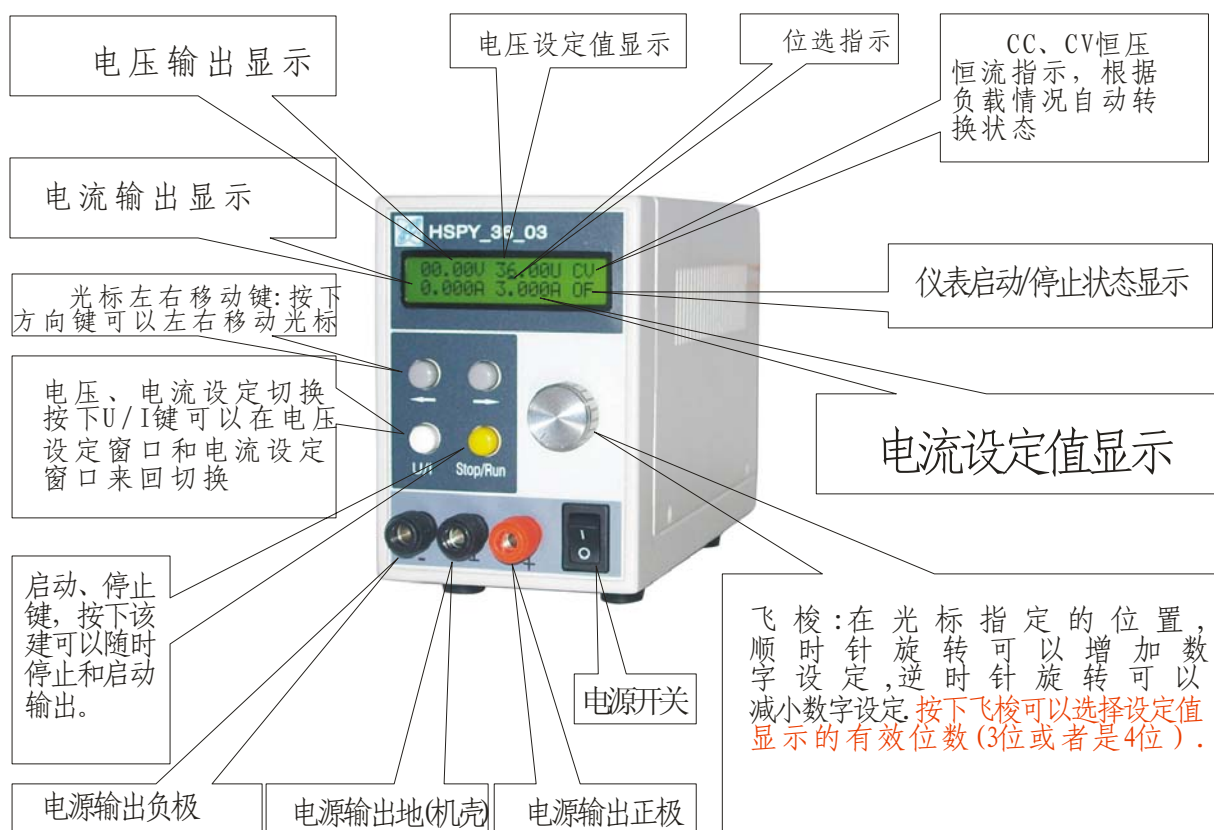 电压输出显示
电压设定值显示
位选指示
CC、CV恒压
恒流指示，根据
负载情况自动转
换状态
电流输出显示
HSPY_36_03
00.00V 36.00U CV
0.000A 3.000A OF
仪表启动/停止状态显示
光标左右移动键:按下
方向键可以左右移动光标
电压、电流设定切换
按下U/I键可以在电压
设定窗口和电流设定
窗口来回切换
电流设定值显示
U/I
Stop/Run
- ⊥ +
I
O
启动、停止
键，按下该
建可以随时
停止和启动
输出。
飞梭:在光标指定的位置,
顺时针旋转可以增加数
字设定,逆时针旋转可以
减小数字设定.按下飞梭可以选择设定值
显示的有效位数(3位或者是4位).
电源开关
电源输出负极
电源输出地(机壳)
电源输出正极